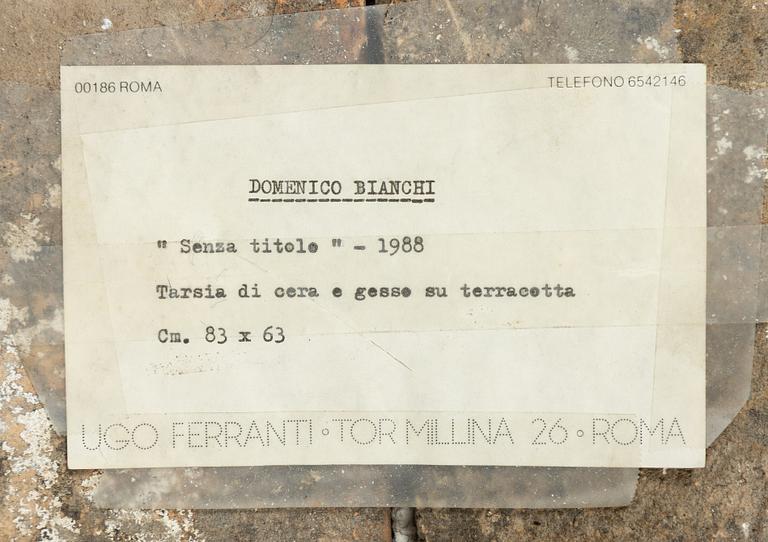 00186 ROMA TELEFONO 6542146
DOMENICO BIANCHI
" Senza titolo " - 1988
Tarsia di cera e gesso su terracotta
Cm. 83 x 63
UGO FERRANTI ∘ TOR MILLINA 26 ∘ ROMA